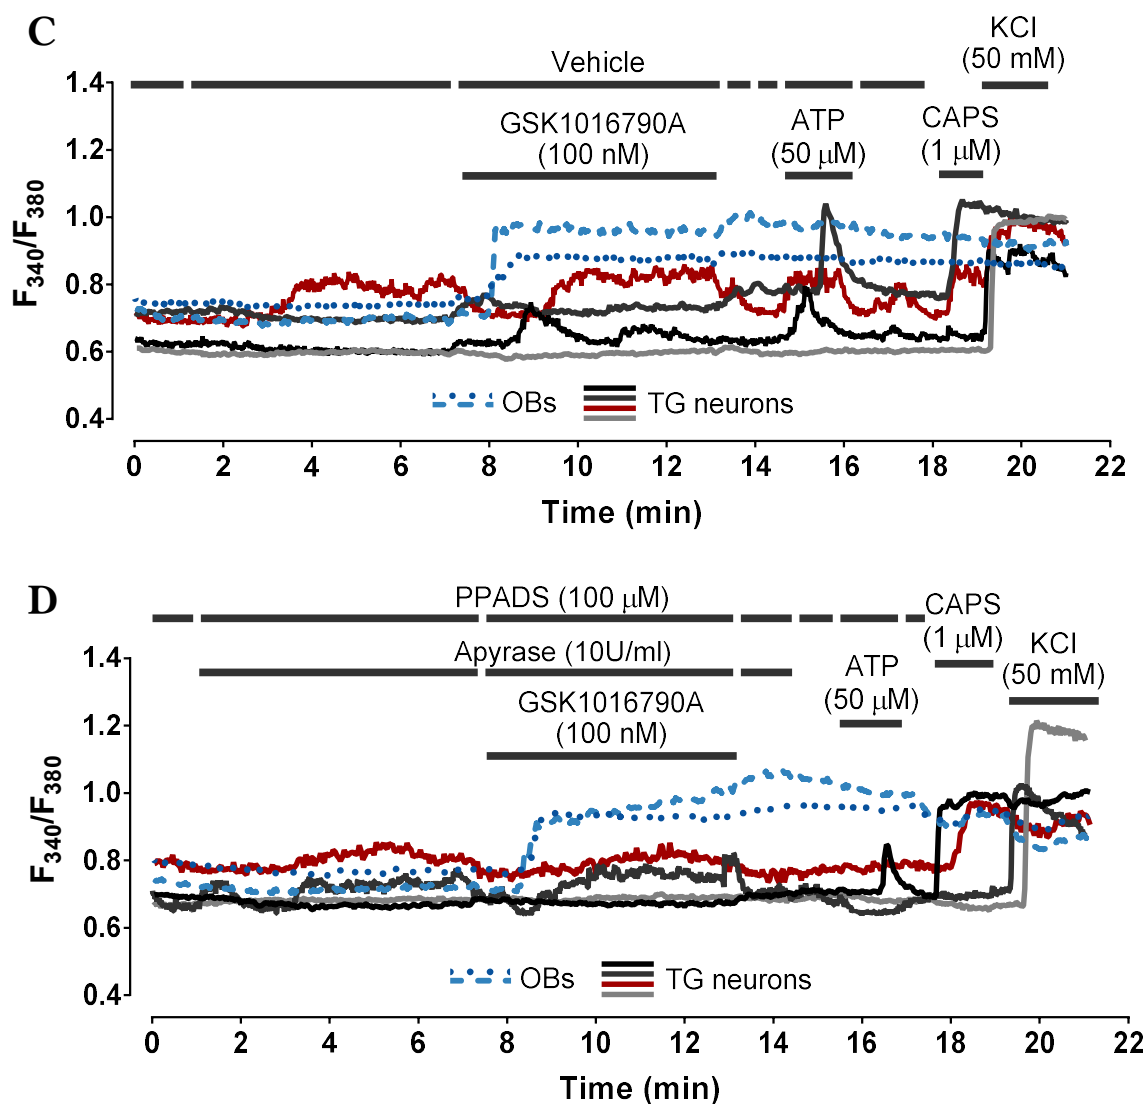 C
KCl
(50 mM)
Vehicle
1.4
GSK1016790A
(100 nM)
ATP
(50 μM)
CAPS
(1 μM)
1.2
1.0
0.8
0.6
0.4
F340/F380
OBs
TG neurons
0 2 4 6 8 10 12 14 16 18 20 22
Time (min)
D
PPADS (100 μM)
CAPS
(1 μM)
KCl
(50 mM)
Apyrase (10U/ml)
1.4
GSK1016790A
(100 nM)
ATP
(50 μM)
1.2
1.0
0.8
0.6
0.4
F340/F380
OBs
TG neurons
0 2 4 6 8 10 12 14 16 18 20 22
Time (min)